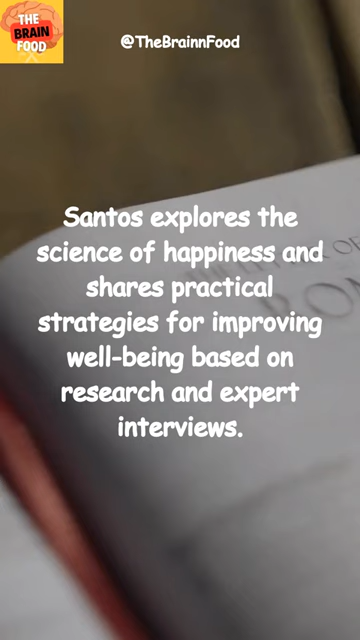 THE
BRAIN
FOOD
@TheBrainnFood
Santos explores the
science of happiness and
shares practical
strategies for improving
well-being based on
research and expert
interviews.